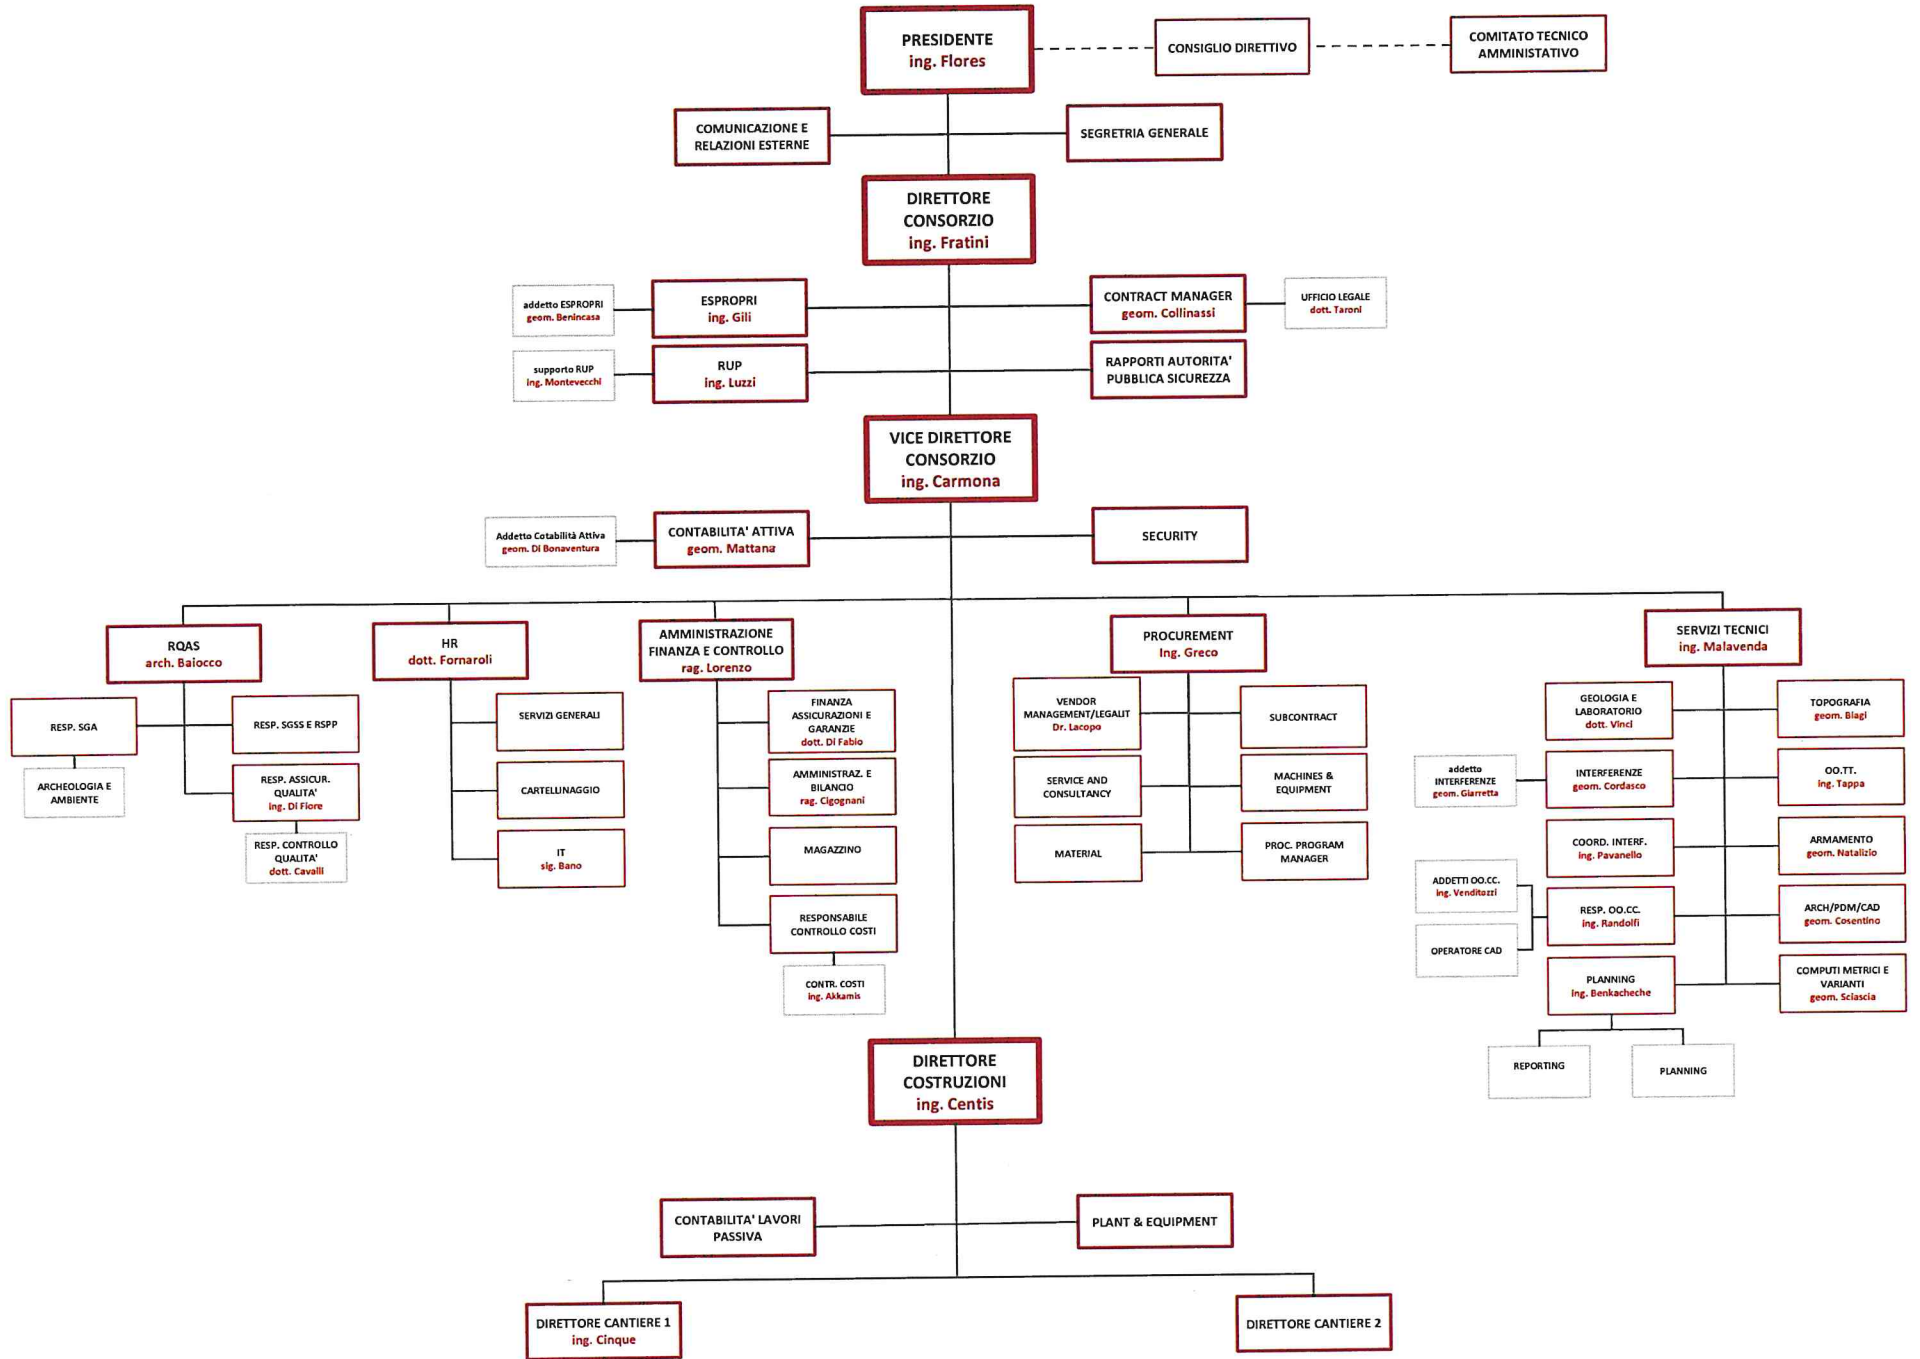 PRESIDENTE
ing. Flores
CONSIGLIO DIRETTIVO
COMITATO TECNICO
AMMINISTATIVO
COMUNICAZIONE E
RELAZIONI ESTERNE
SEGRETRIA GENERALE
DIRETTORE
CONSORZIO
ing. Fratini
addetto ESPROPRI
geom. Benincasa
ESPROPRI
ing. Gili
CONTRACT MANAGER
geom. Collinassi
UFFICIO LEGALE
dott. Taroni
supporto RUP
ing. Montevecchi
RUP
ing. Luzzi
RAPPORTI AUTORITA'
PUBBLICA SICUREZZA
VICE DIRETTORE
CONSORZIO
ing. Carmona
Addetto Cotabilità Attiva
geom. Di Bonaventura
CONTABILITA' ATTIVA
geom. Mattana
SECURITY
RQAS
arch. Baiocco
HR
dott. Fornaroli
AMMINISTRAZIONE
FINANZA E CONTROLLO
rag. Lorenzo
PROCUREMENT
Ing. Greco
SERVIZI TECNICI
ing. Malavenda
RESP. SGA
RESP. SGSS E RSPP
ARCHEOLOGIA E
AMBIENTE
RESP. ASSICUR.
QUALITA'
ing. Di Fiore
RESP. CONTROLLO
QUALITA'
dott. Cavalli
SERVIZI GENERALI
CARTELLINAGGIO
IT
sig. Bano
FINANZA
ASSICURAZIONI E
GARANZIE
dott. Di Fabio
AMMINISTRAZ. E
BILANCIO
rag. Cigognani
MAGAZZINO
RESPONSABILE
CONTROLLO COSTI
CONTR. COSTI
ing. Akkamis
VENDOR
MANAGEMENT/LEGALIT
Dr. Lacopo
SUBCONTRACT
SERVICE AND
CONSULTANCY
MACHINES &
EQUIPMENT
MATERIAL
PROC. PROGRAM
MANAGER
GEOLOGIA E
LABORATORIO
dott. Vinci
TOPOGRAFIA
geom. Biagi
addetto
INTERFERENZE
geom. Giarretta
INTERFERENZE
geom. Cordasco
OO.TT.
ing. Tappa
COORD. INTERF.
ing. Pavanello
ARMAMENTO
geom. Natalizio
ADDETTI OO.CC.
ing. Venditozzi
OPERATORE CAD
RESP. OO.CC.
ing. Randolfi
ARCH/PDM/CAD
geom. Cosentino
PLANNING
ing. Benkacheche
COMPUTI METRICI E
VARIANTI
geom. Sciascia
REPORTING
PLANNING
DIRETTORE
COSTRUZIONI
ing. Centis
CONTABILITA' LAVORI
PASSIVA
PLANT & EQUIPMENT
DIRETTORE CANTIERE 1
ing. Cinque
DIRETTORE CANTIERE 2